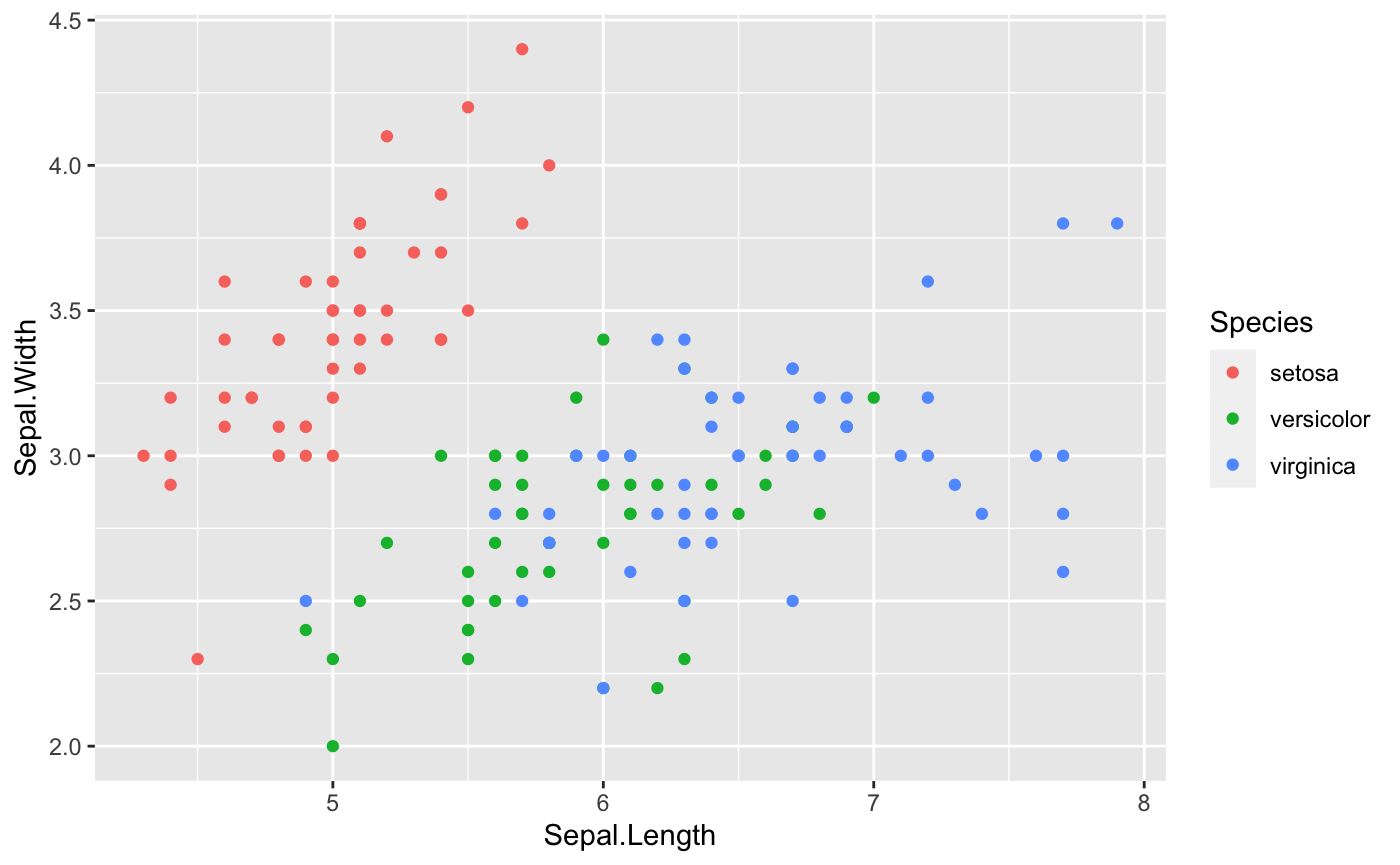 4.5
4.0
3.5
3.0
2.5
2.0
Sepal.Width
5 6 7 8
Sepal.Length
Species
setosa
versicolor
virginica